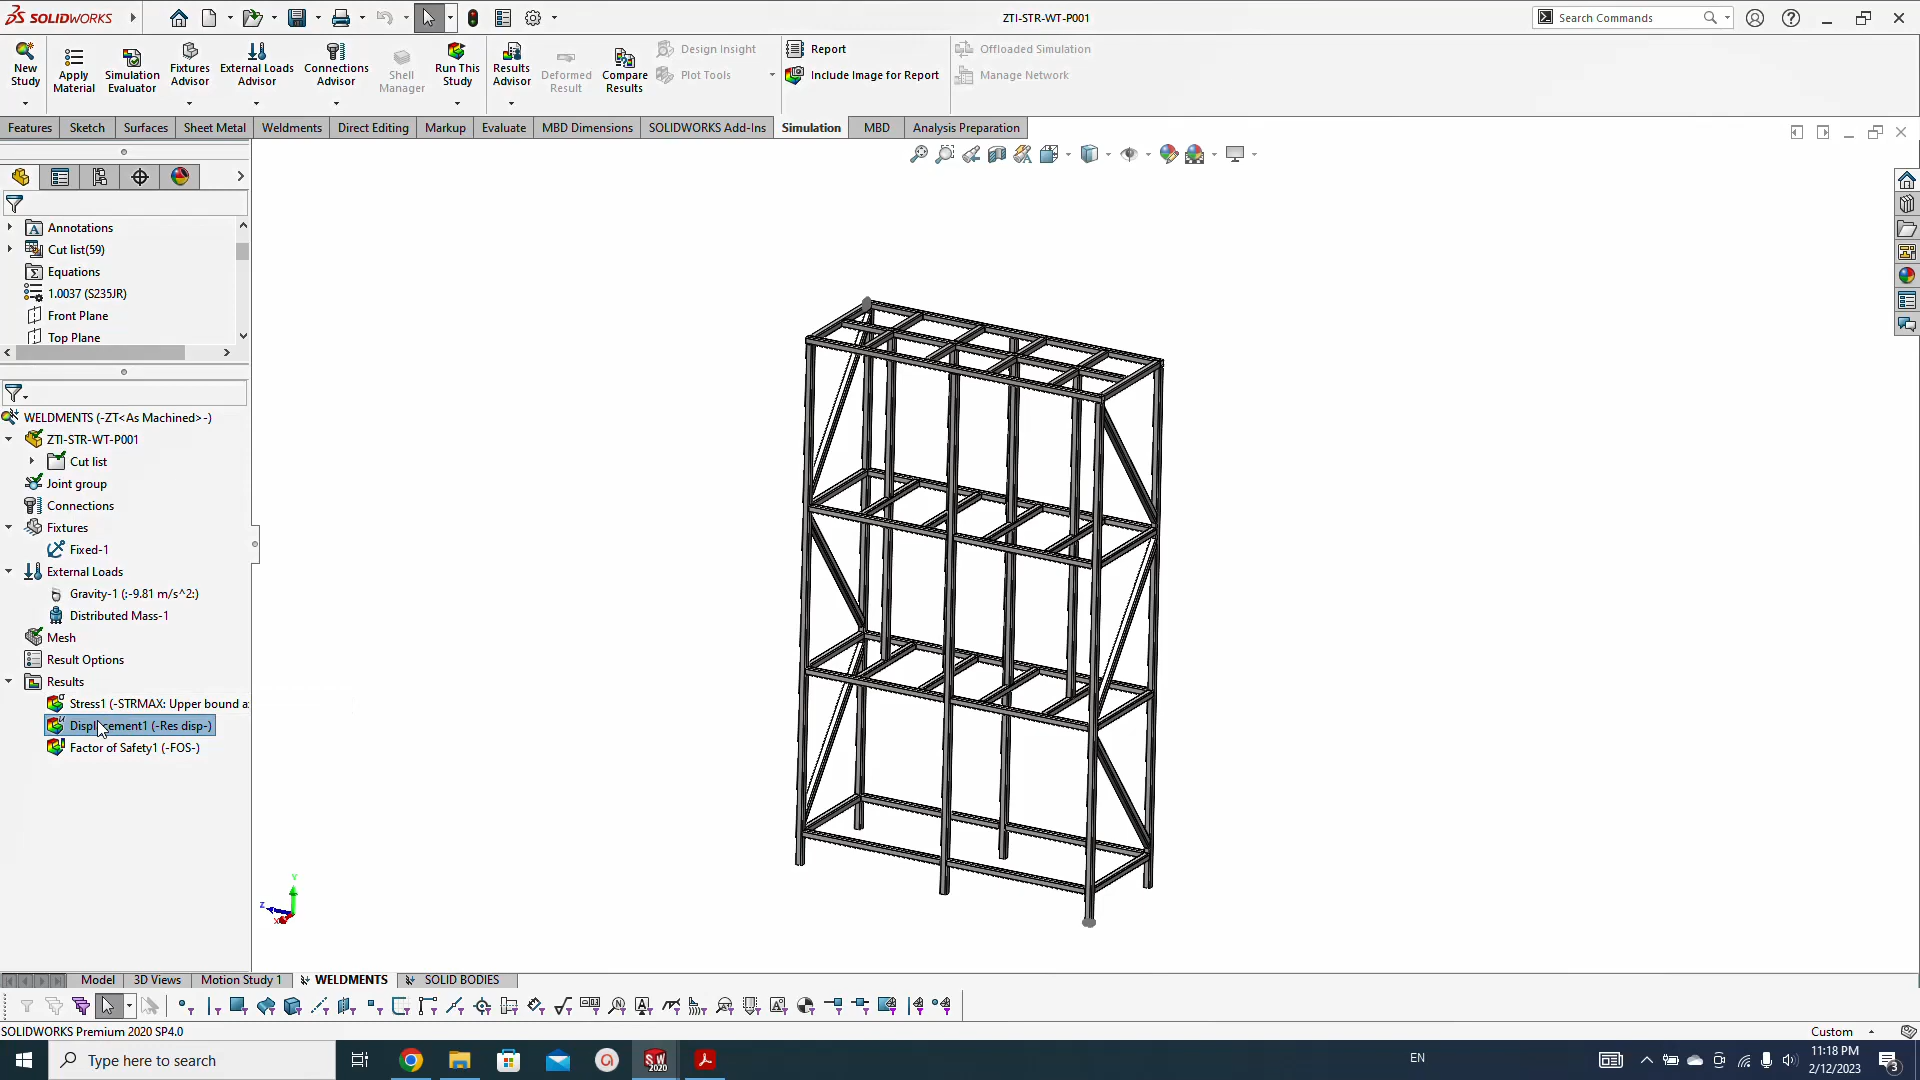 SOLIDWORKS
ZTI-STR-WT-P001
Search Commands
New Study
Apply Material
Simulation Evaluator
Fixtures Advisor
External Loads Advisor
Connections Advisor
Shell Manager
Run This Study
Results Advisor
Deformed Result
Compare Results
Design Insight
Plot Tools
Report
Include Image for Report
Offloaded Simulation
Manage Network
Features
Sketch
Surfaces
Sheet Metal
Weldments
Direct Editing
Markup
Evaluate
MBD Dimensions
SOLIDWORKS Add-Ins
Simulation
MBD
Analysis Preparation
Annotations
Cut list(59)
Equations
1.0037 (S235JR)
Front Plane
Top Plane
WELDMENTS (-ZT<As Machined>-)
ZTI-STR-WT-P001
Cut list
Joint group
Connections
Fixtures
Fixed-1
External Loads
Gravity-1 (:-9.81 m/s^2:)
Distributed Mass-1
Mesh
Result Options
Results
Stress1 (-STRMAX: Upper bound a
Displacement1 (-Res disp-)
Factor of Safety1 (-FOS-)
Y
Z
X
Model
3D Views
Motion Study 1
WELDMENTS
SOLID BODIES
SOLIDWORKS Premium 2020 SP4.0
Custom
Type here to search
SW
2020
EN
11:18 PM
2/12/2023
3